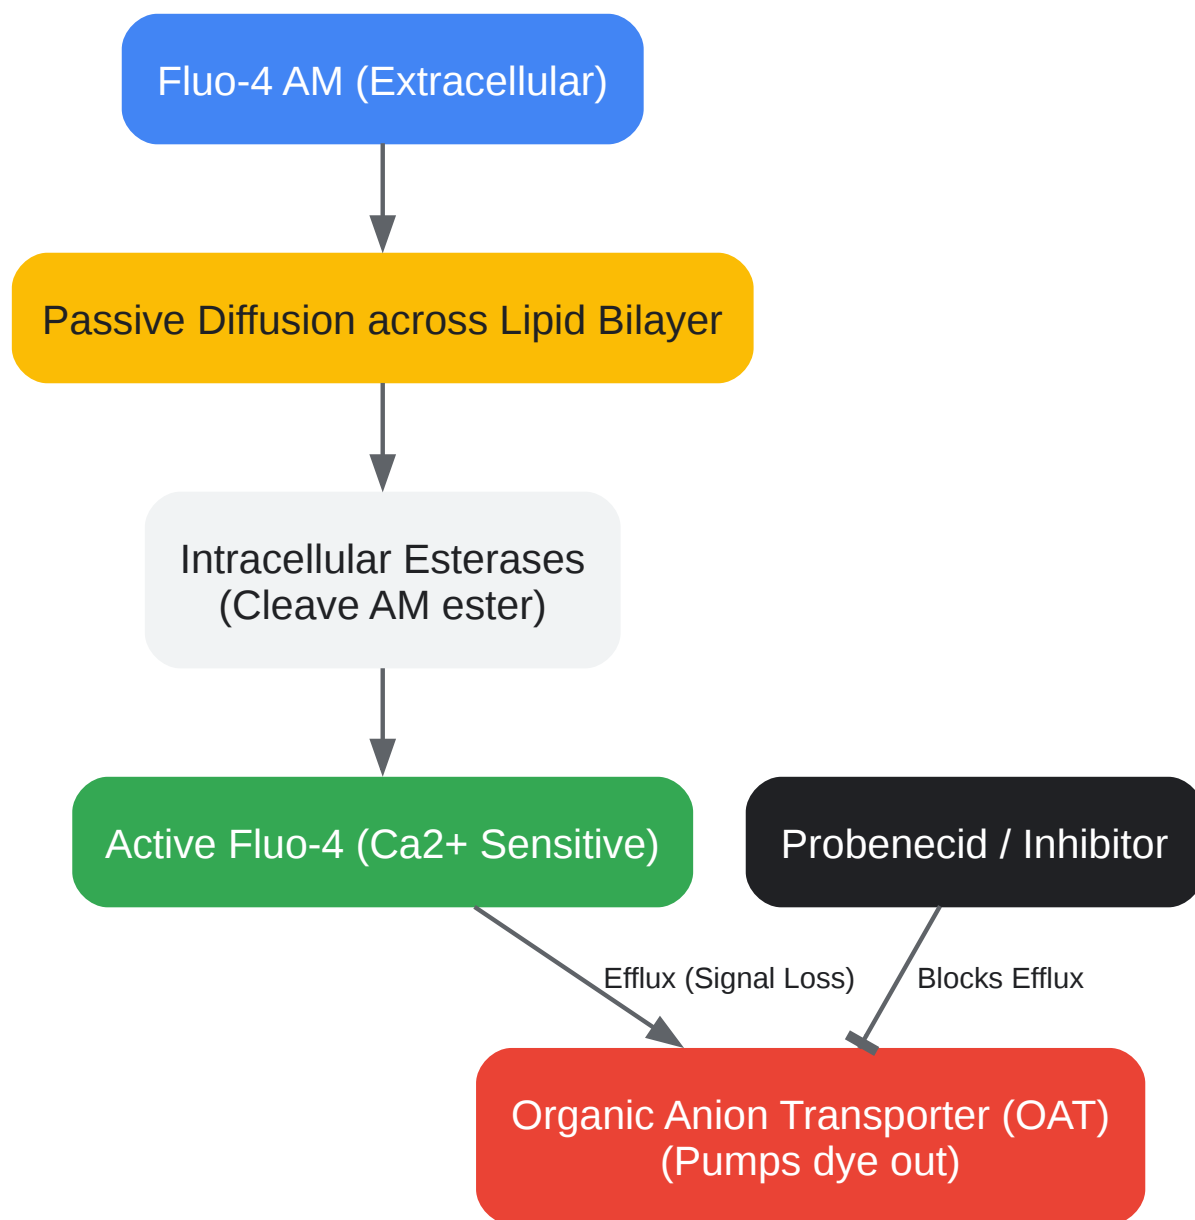 Fluo-4 AM (Extracellular)
Passive Diffusion across Lipid Bilayer
Intracellular Esterases
(Cleave AM ester)
Active Fluo-4 (Ca2+ Sensitive)
Probenecid / Inhibitor
Efflux (Signal Loss)
Blocks Efflux
Organic Anion Transporter (OAT)
(Pumps dye out)